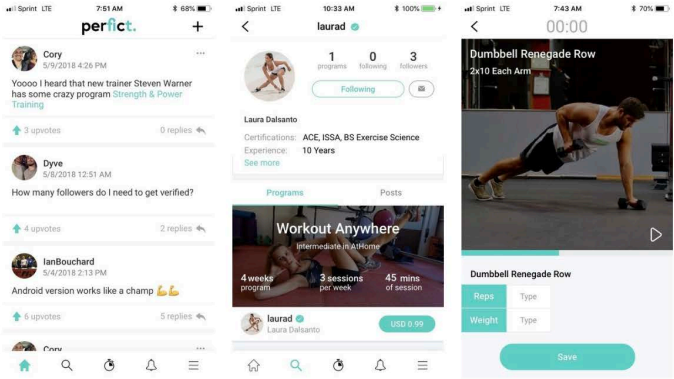 Sprint LTE
7:51 AM
68%
perfict.
+
Cory
5/9/2018 4:26 PM
...
Yoooo I heard that new trainer Steven Warner
has some crazy program Strength & Power
Training
3 upvotes
0 replies
Dyve
5/8/2018 12:51 AM
How many followers do I need to get verified?
4 upvotes
2 replies
IanBouchard
5/4/2018 2:13 PM
Android version works like a champ 💪💪
6 upvotes
5 replies
Cory
...
Sprint LTE
10:33 AM
100%
laurad
1
programs
0
following
3
followers
Following
Laura Dalsanto
Certifications: ACE, ISSA, BS Exercise Science
Experience: 10 Years
See more
Programs
Posts
Workout Anywhere
Intermediate in AtHome
4 weeks
program
3 sessions
per week
45 mins
of session
laurad
Laura Dalsanto
USD 0.99
Sprint LTE
7:43 AM
70%
00:00
Dumbbell Renegade Row
2x10 Each Arm
Dumbbell Renegade Row
Reps
Type
Weight
Type
Save